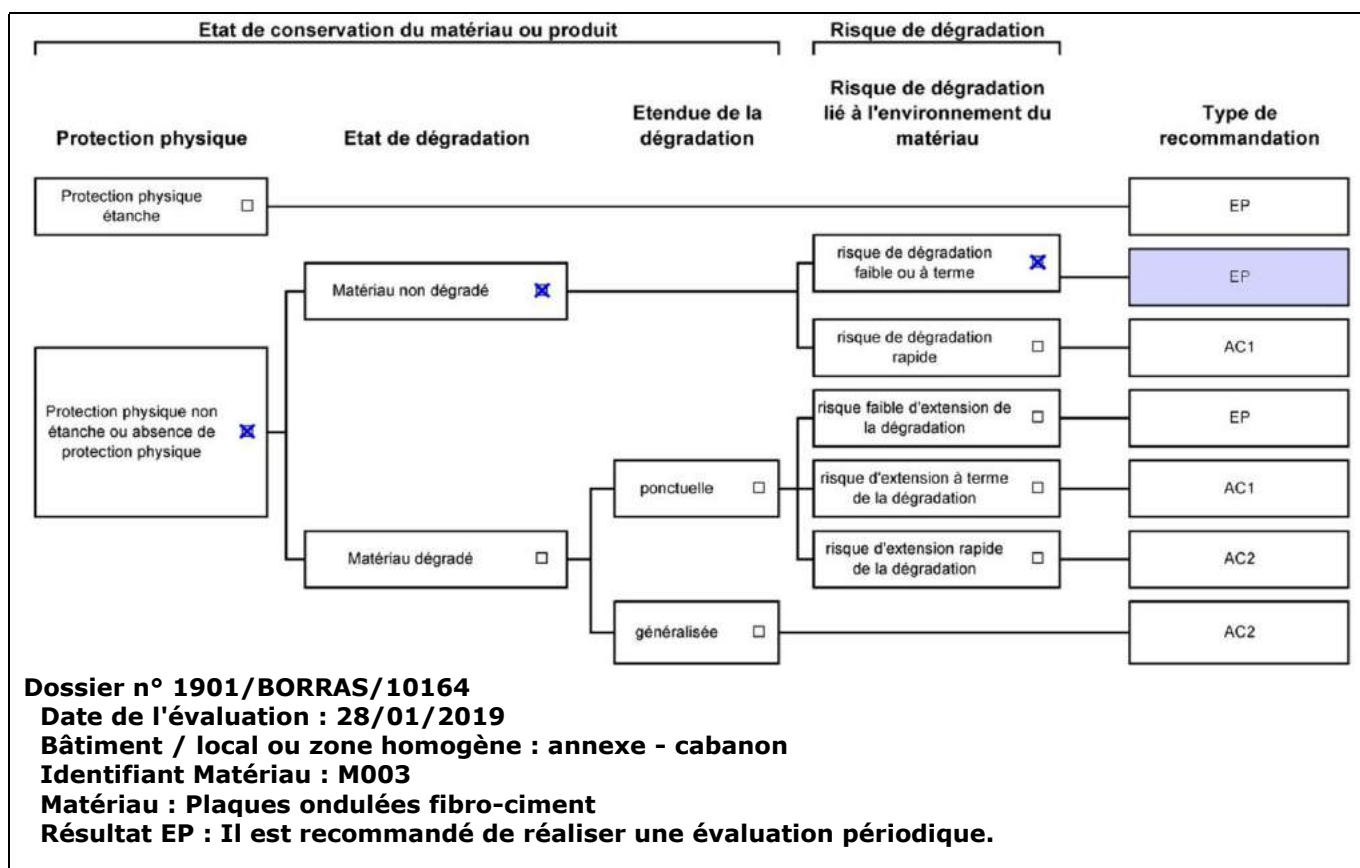 Etat de conservation du matériau ou produit
Risque de dégradation
Protection physique
Etat de dégradation
Etendue de la
dégradation
Risque de dégradation
lié à l'environnement du
matériau
Type de
recommandation
Protection physique
étanche
EP
Protection physique non
étanche ou absence de
protection physique
Matériau non dégradé
risque de dégradation
faible ou à terme
EP
risque de dégradation
rapide
AC1
Matériau dégradé
ponctuelle
risque faible d'extension de
la dégradation
EP
risque d'extension à terme
de la dégradation
AC1
risque d'extension rapide
de la dégradation
AC2
généralisée
AC2
Dossier n° 1901/BORRAS/10164
Date de l'évaluation : 28/01/2019
Bâtiment / local ou zone homogène : annexe - cabanon
Identifiant Matériau : M003
Matériau : Plaques ondulées fibro-ciment
Résultat EP : Il est recommandé de réaliser une évaluation périodique.